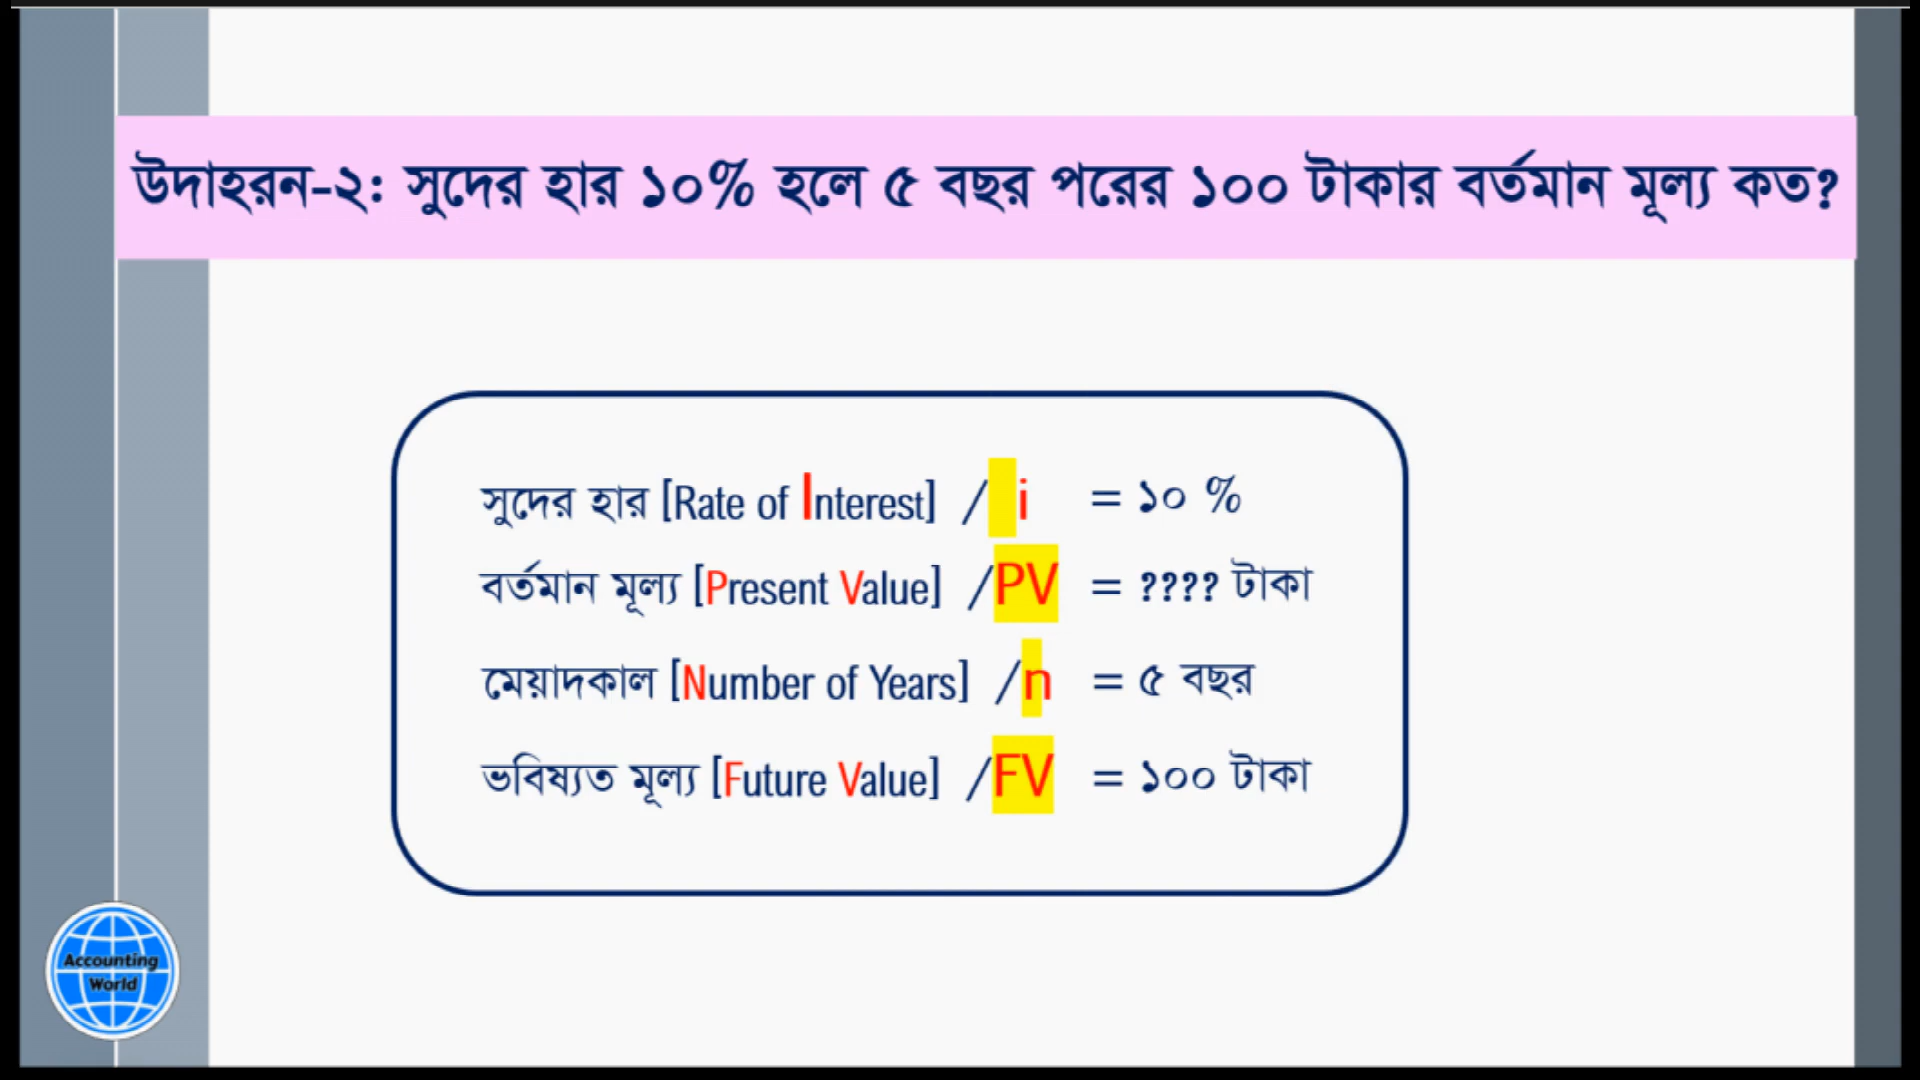 উদাহরন-২: সুদের হার ১০% হলে ৫ বছর পরের ১০০ টাকার বর্তমান মূল্য কত?
সুদের হার [Rate of Interest] / i = ১০ %
বর্তমান মূল্য [Present Value] /PV = ???? টাকা
মেয়াদকাল [Number of Years] /n = ৫ বছর
ভবিষ্যত মূল্য [Future Value] /FV = ১০০ টাকা
Accounting
World